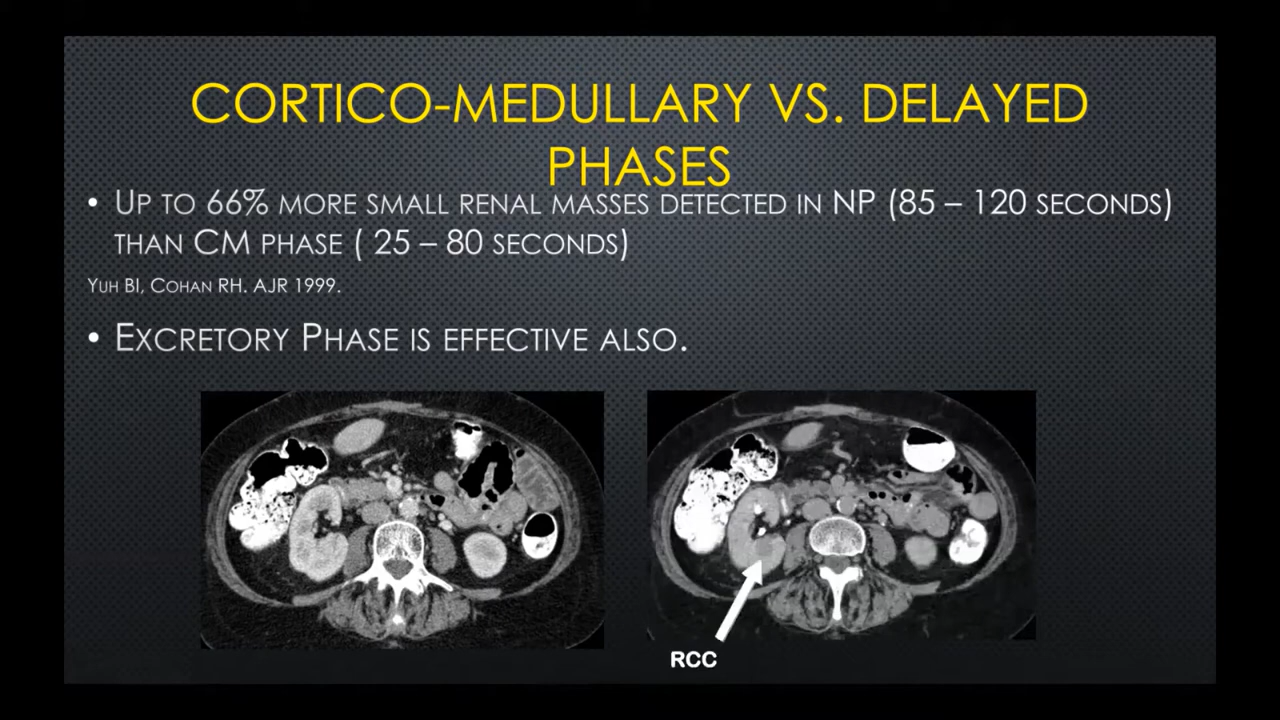 CORTICO-MEDULLARY VS. DELAYED
PHASES
• UP TO 66% MORE SMALL RENAL MASSES DETECTED IN NP (85 – 120 SECONDS)
THAN CM PHASE ( 25 – 80 SECONDS)
YUH BI, COHAN RH. AJR 1999.
• EXCRETORY PHASE IS EFFECTIVE ALSO.
RCC